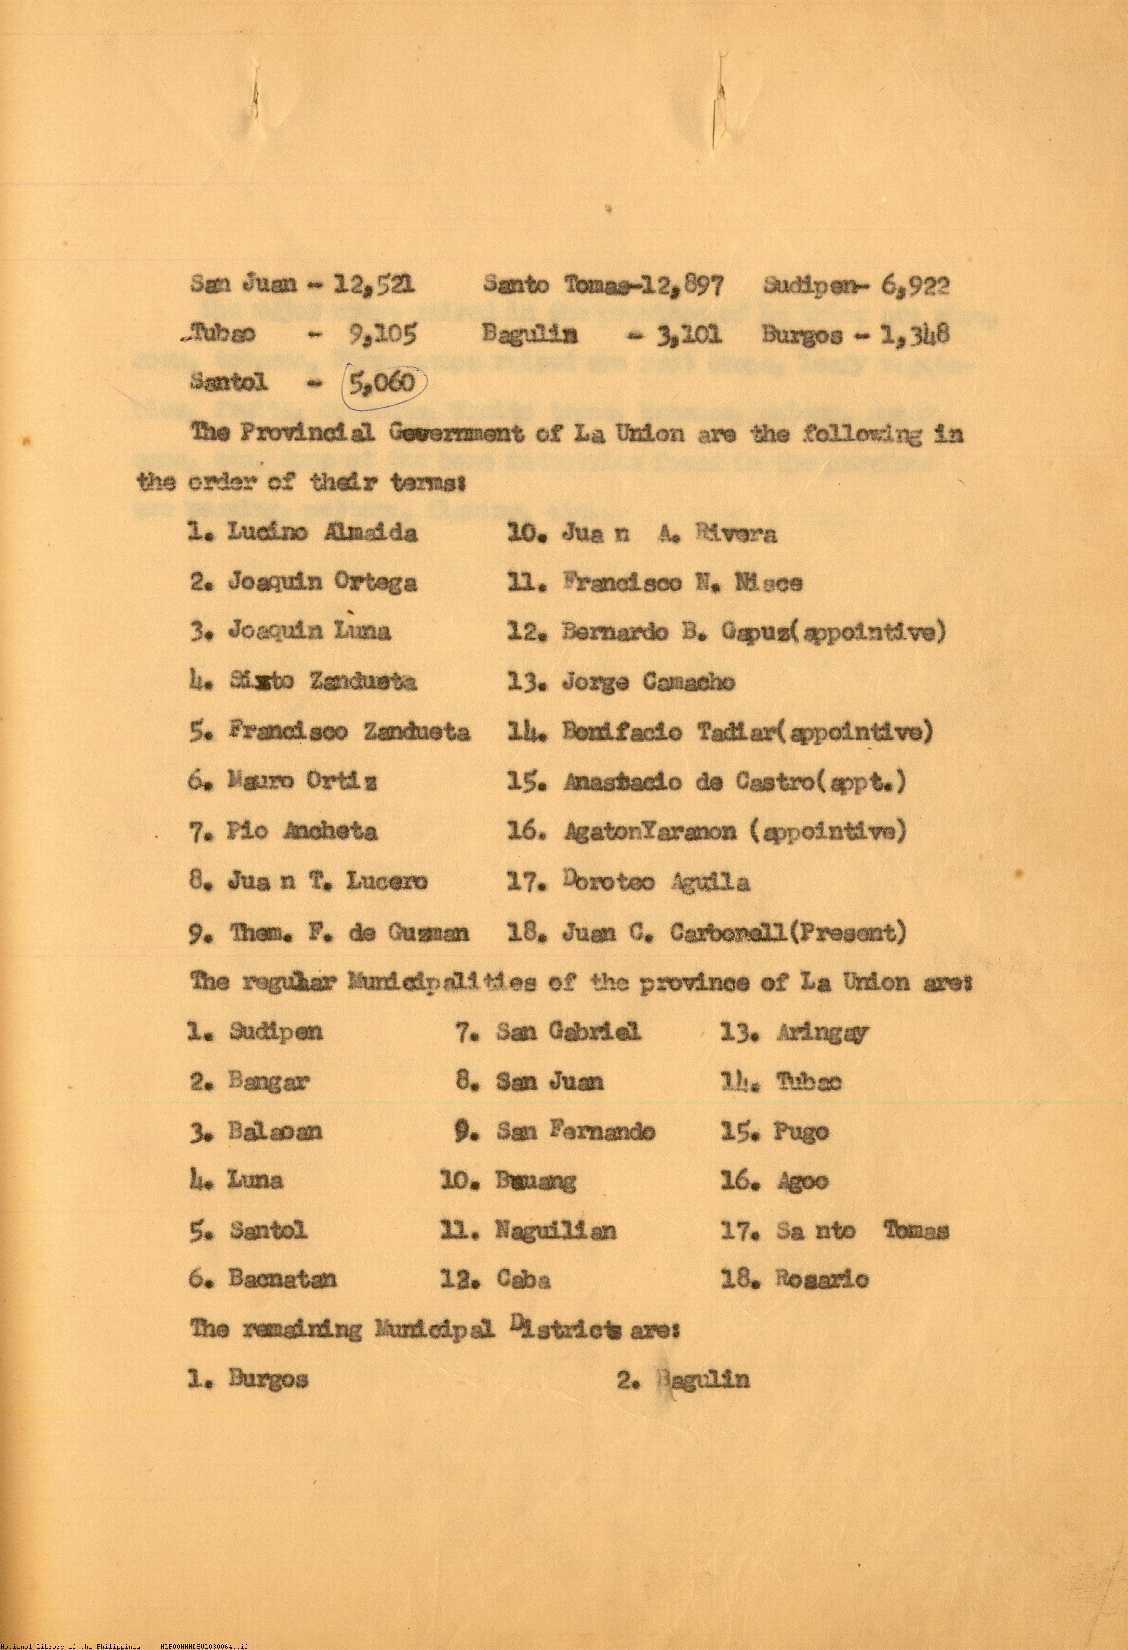 San Juan - 12,521 Santo Tomas-12,897 Sudipen- 6,922
Tubao - 9,105 Bagulin - 3,101 Burgos - 1,348
Santol - 5,060
The Provincial Government of La Union are the following in
the order of their terms:
1. Lucino Almaida 10. Juan A. Rivera
2. Joaquin Ortega 11. Francisco N. Nisce
3. Joaquin Luna 12. Bernardo B. Gapuz(appointive)
4. Sixto Zandueta 13. Jorge Camacho
5. Francisco Zandueta 14. Bonifacio Tadiar(appointive)
6. Mauro Ortiz 15. Anastacio de Castro(appt.)
7. Pio Ancheta 16. AgatonYaranon (appointive)
8. Juan T. Lucero 17. Doroteo Aguila
9. Them. F. de Guzman 18. Juan C. Carbonell(Present)
The regular Municipalities of the province of La Union are:
1. Sudipen 7. San Gabriel 13. Aringay
2. Bangar 8. San Juan 14. Tubao
3. Balaoan 9. San Fernando 15. Pugo
4. Luna 10. Bauang 16. Agoo
5. Santol 11. Naguilian 17. Santo Tomas
6. Bacnatan 12. Caba 18. Rosario
The remaining Municipal Districts are:
1. Burgos 2. Bagulin
National Library of the Philippines